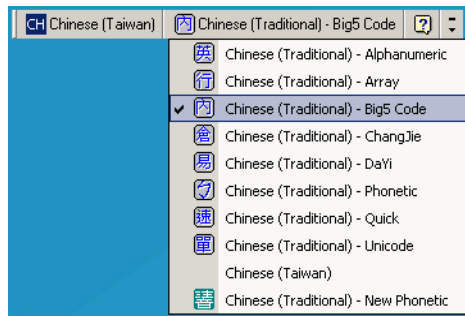 CH Chinese (Taiwan) 内 Chinese (Traditional) - Big5 Code ?
英 Chinese (Traditional) - Alphanumeric
行 Chinese (Traditional) - Array
内 Chinese (Traditional) - Big5 Code
倉 Chinese (Traditional) - ChangJie
易 Chinese (Traditional) - DaYi
ㄅ Chinese (Traditional) - Phonetic
速 Chinese (Traditional) - Quick
單 Chinese (Traditional) - Unicode
Chinese (Taiwan)
Chinese (Traditional) - New Phonetic